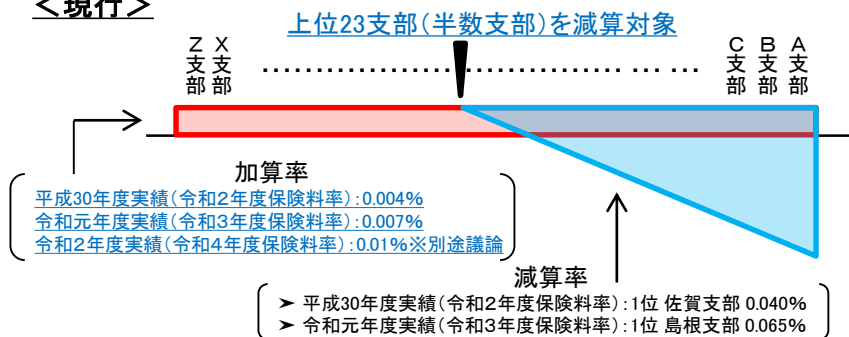 <現行>
上位23支部(半数支部)を減算対象
Z支部
X支部
C支部
B支部
A支部
加算率
平成30年度実績(令和2年度保険料率):0.004%
令和元年度実績(令和3年度保険料率):0.007%
令和2年度実績(令和4年度保険料率):0.01%※別途議論
減算率
➤ 平成30年度実績(令和2年度保険料率):1位 佐賀支部 0.040%
➤ 令和元年度実績(令和3年度保険料率):1位 島根支部 0.065%